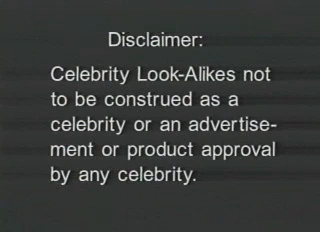 Disclaimer:
Celebrity Look-Alikes not
to be construed as a
celebrity or an advertise-
ment or product approval
by any celebrity.